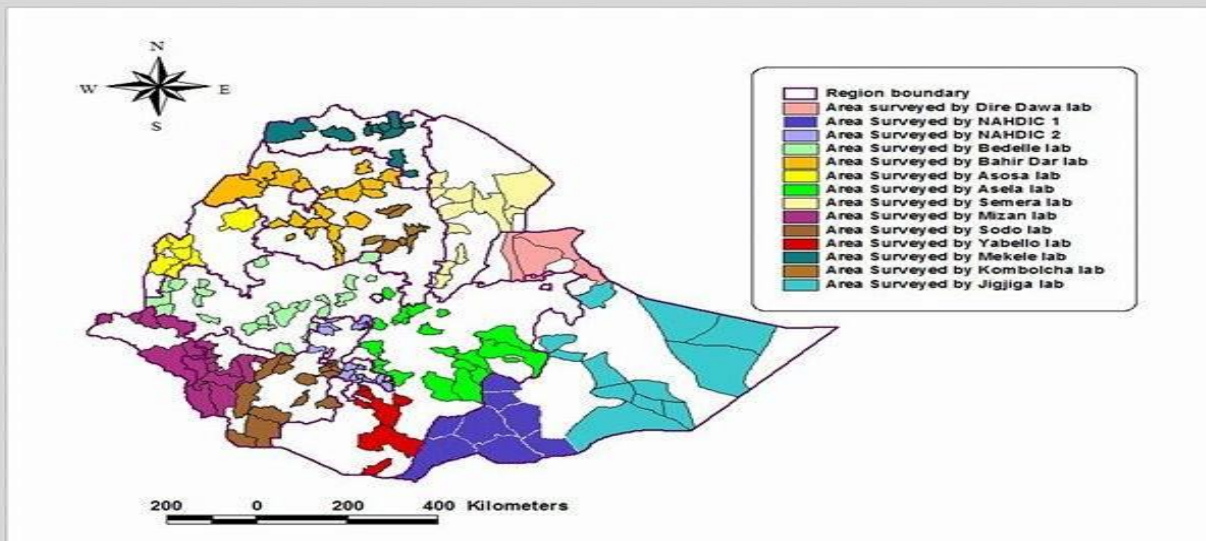 N
W E
S
Region boundary
Area surveyed by Dire Dawa lab
Area Surveyed by NAHDIC 1
Area Surveyed by NAHDIC 2
Area Surveyed by Bedelle lab
Area Surveyed by Bahir Dar lab
Area Surveyed by Asosa lab
Area Surveyed by Asela lab
Area Surveyed by Semera lab
Area Surveyed by Mizan lab
Area Surveyed by Sodo lab
Area Surveyed by Yabello lab
Area Surveyed by Mekele lab
Area Surveyed by Kombolcha lab
Area Surveyed by Jigjiga lab
200 0 200 400 Kilometers